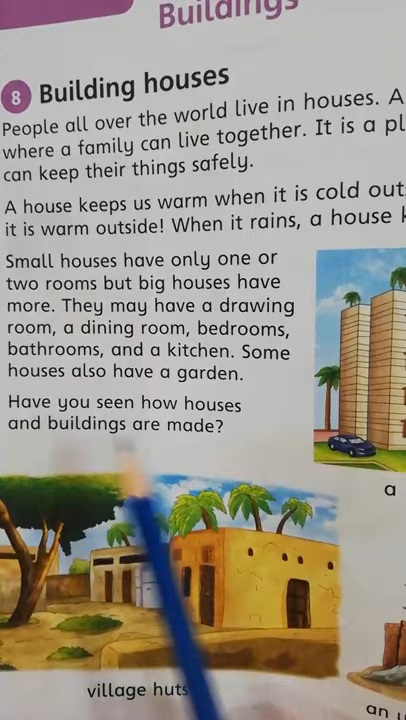 Buildings
8 Building houses
People all over the world live in houses. A
where a family can live together. It is a pl
can keep their things safely.
A house keeps us warm when it is cold out
it is warm outside! When it rains, a house k
Small houses have only one or
two rooms but big houses have
more. They may have a drawing
room, a dining room, bedrooms,
bathrooms, and a kitchen. Some
houses also have a garden.
Have you seen how houses
and buildings are made?
a
village huts
an